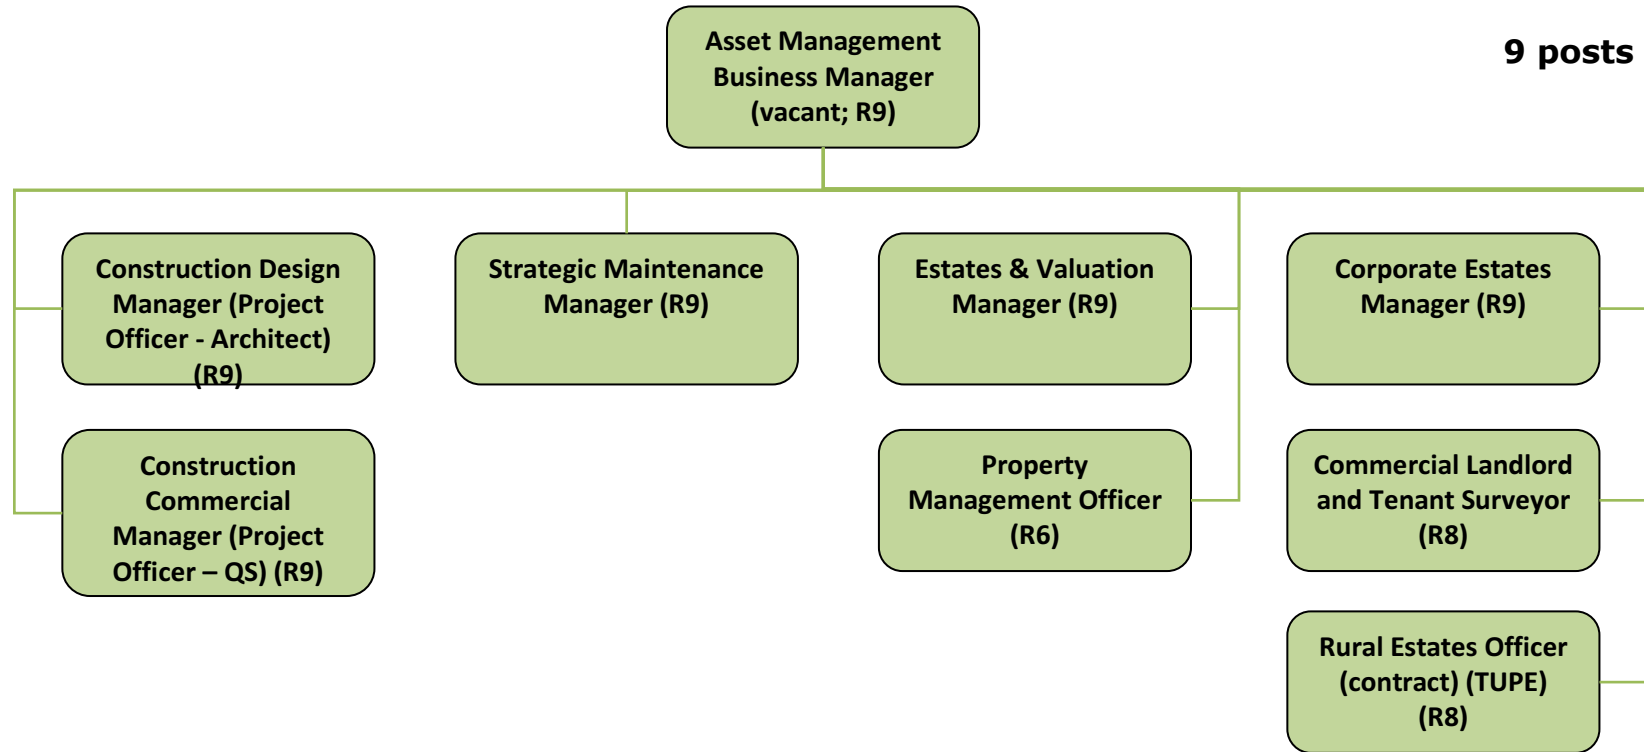 Asset Management
Business Manager
(vacant; R9)
9 posts
Construction Design
Manager (Project
Officer - Architect)
(R9)
Strategic Maintenance
Manager (R9)
Estates & Valuation
Manager (R9)
Corporate Estates
Manager (R9)
Construction
Commercial
Manager (Project
Officer – QS) (R9)
Property
Management Officer
(R6)
Commercial Landlord
and Tenant Surveyor
(R8)
Rural Estates Officer
(contract) (TUPE)
(R8)